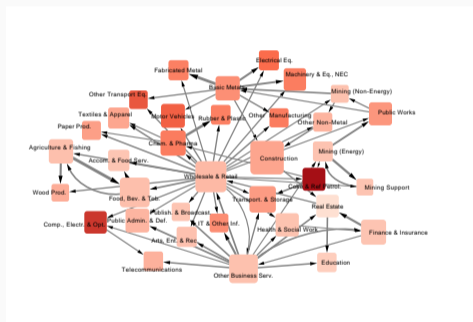 Electrical Eq.
Fabricated Metal
Machinery & Eq., NEC
Basic Metals
Mining (Non-Energy)
Other Transport Eq.
Textiles & Apparel
Motor Vehicles
Rubber & Plastic
Other Manufacturing
Public Works
Other Non-Metal
Paper Prod.
Chem. & Pharma
Agriculture & Fishing
Accom. & Food Serv.
Construction
Mining (Energy)
Wholesale & Retail
Mining Support
Wood Prod.
Food, Bev. & Tob.
Transport. & Storage
Real Estate
Publish. & Broadcast.
Comp., Electr. & Opt.
Public Admin. & Def.
IT & Other Inf.
Health & Social Work
Finance & Insurance
Arts, Ent. & Rec.
Telecommunications
Other Business Serv.
Education